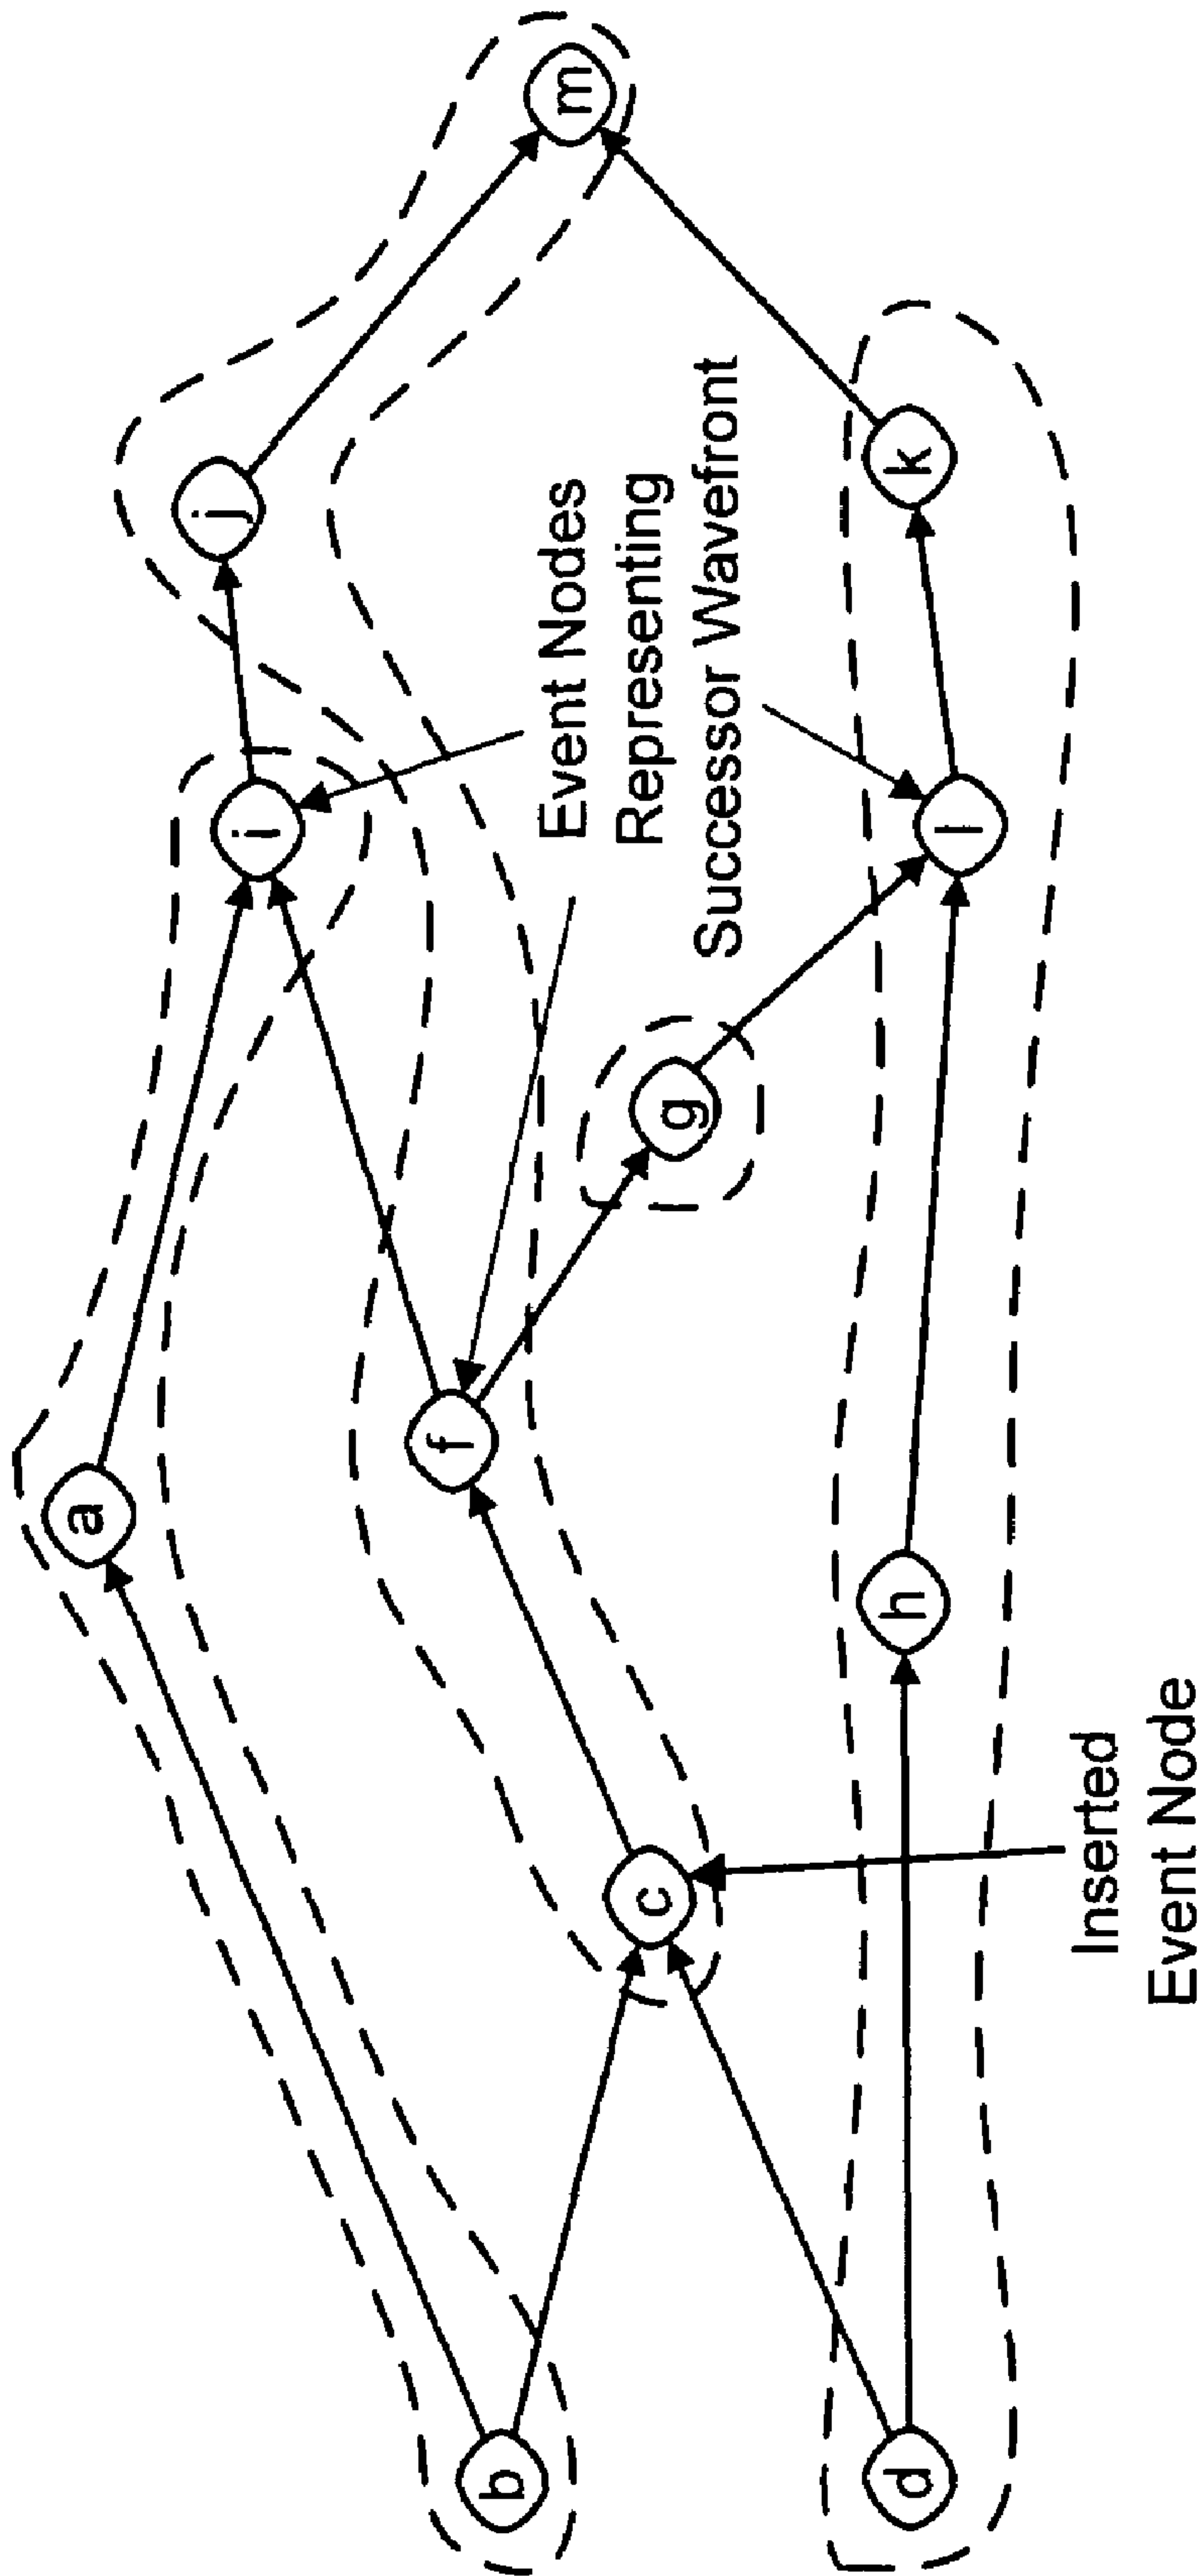 a
b
c
d
f
g
h
i
j
k
l
m
Event Nodes
Representing
Successor Wavefront
Inserted
Event Node